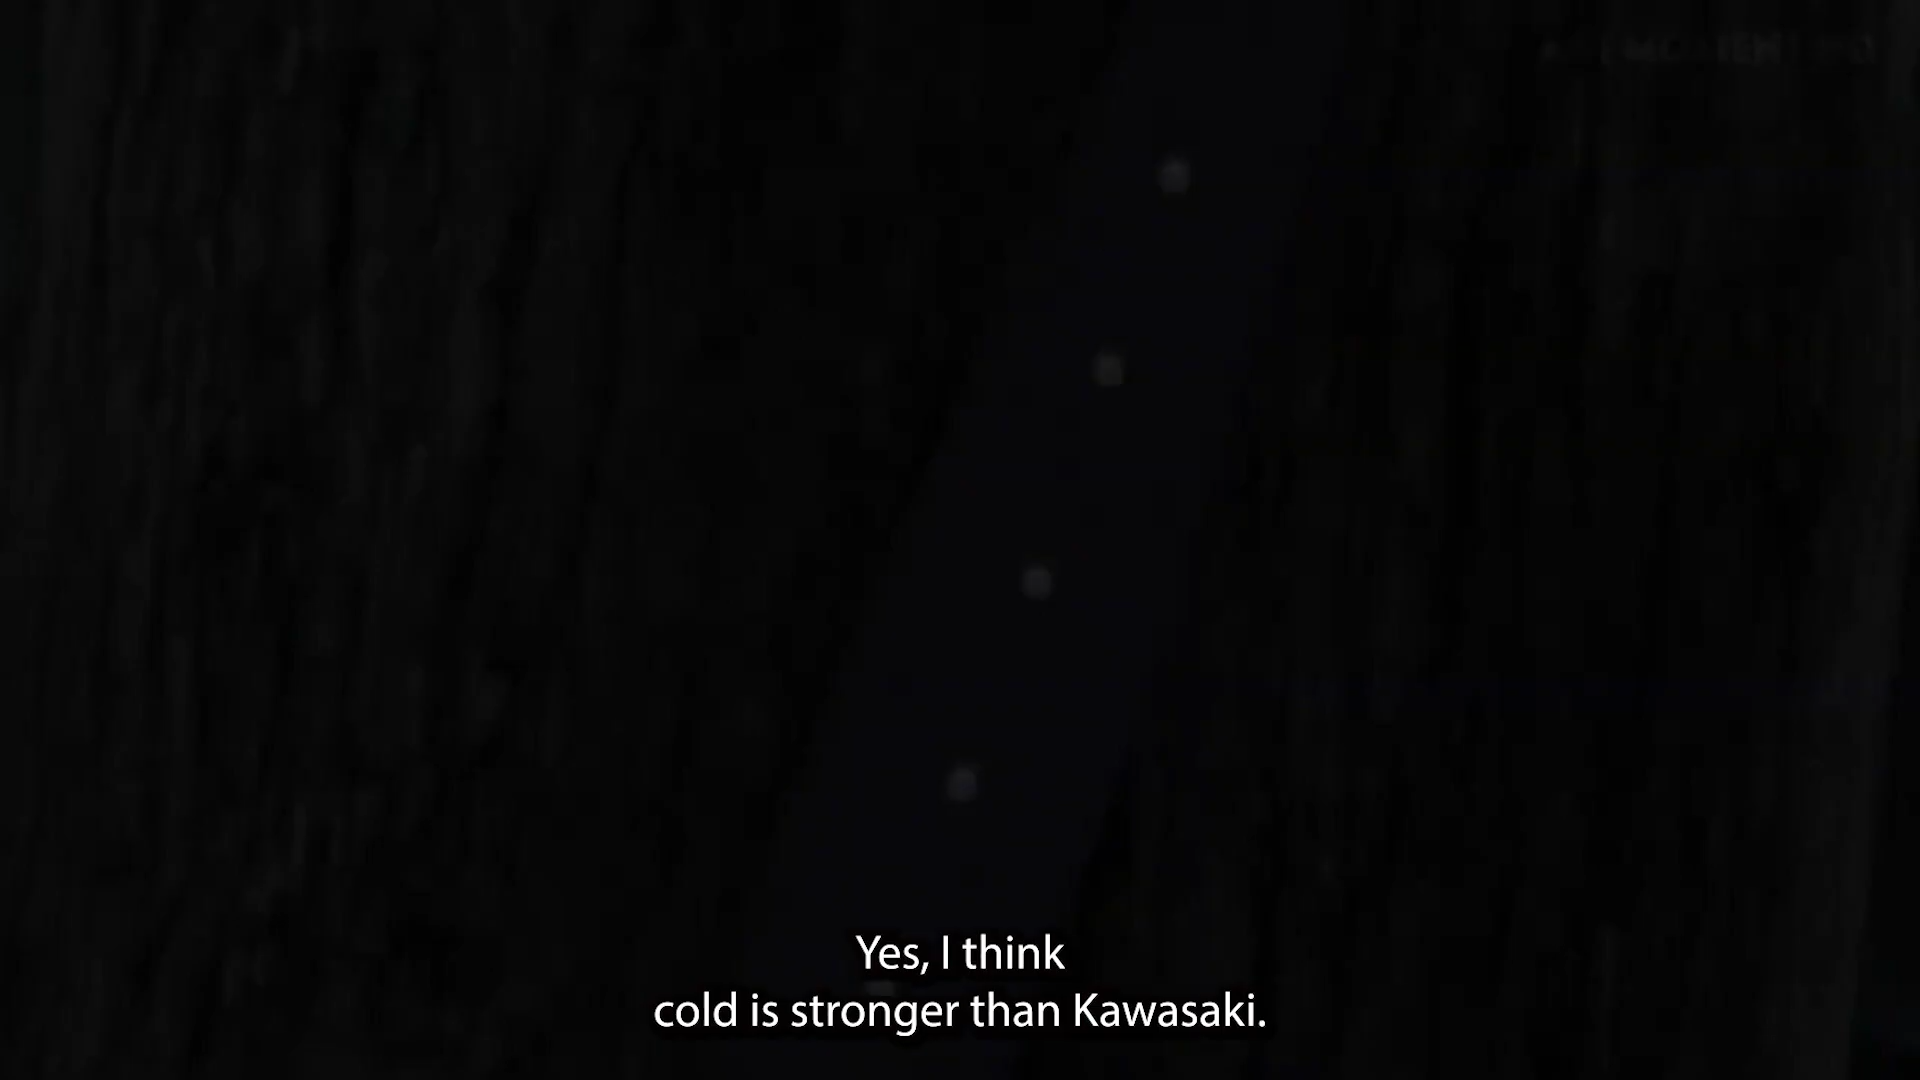 Yes, I think
cold is stronger than Kawasaki.